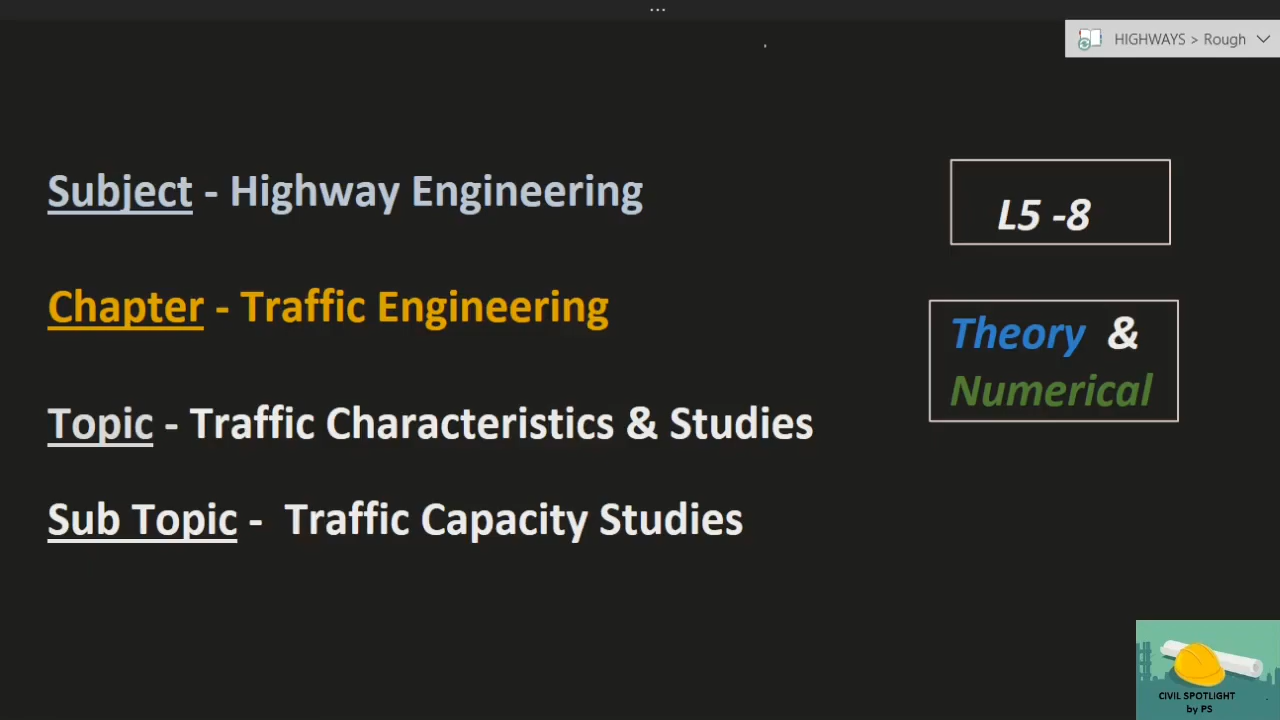 ...
HIGHWAYS > Rough
Subject - Highway Engineering
L5 -8
Chapter - Traffic Engineering
Theory &
Numerical
Topic - Traffic Characteristics & Studies
Sub Topic - Traffic Capacity Studies
CIVIL SPOTLIGHT
by PS